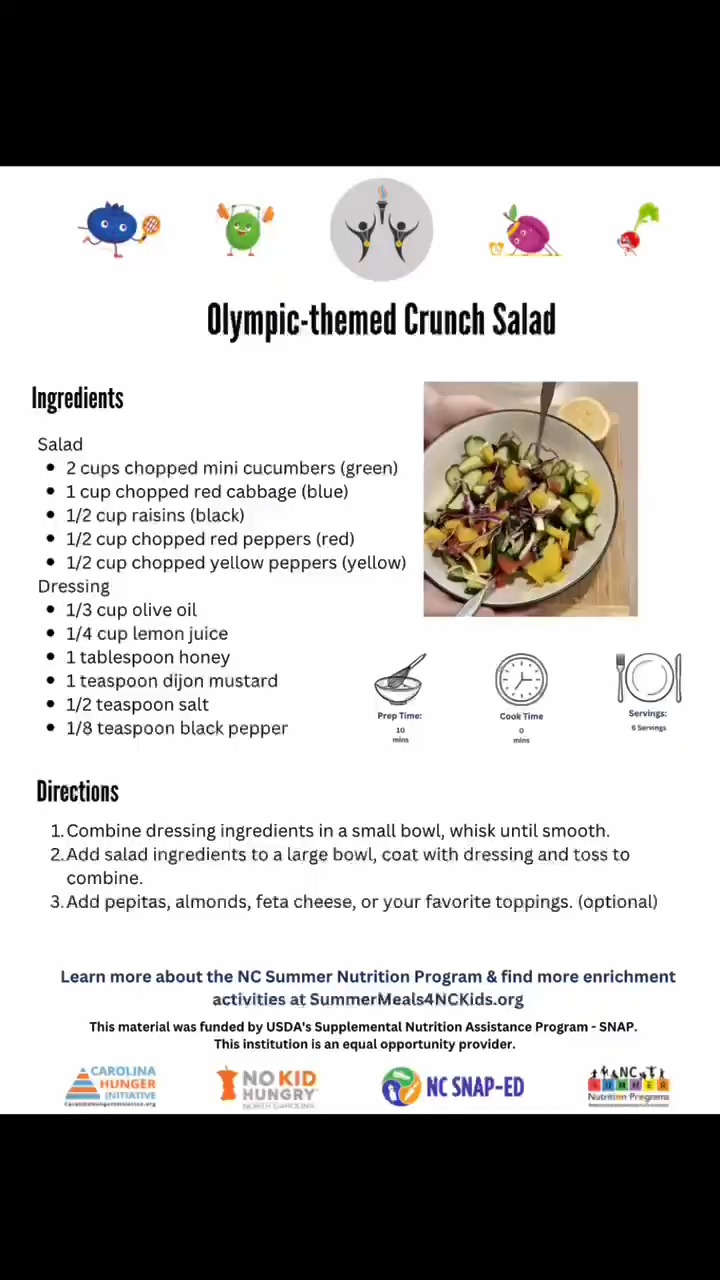 Olympic-themed Crunch Salad
Ingredients
Salad
• 2 cups chopped mini cucumbers (green)
• 1 cup chopped red cabbage (blue)
• 1/2 cup raisins (black)
• 1/2 cup chopped red peppers (red)
• 1/2 cup chopped yellow peppers (yellow)
Dressing
• 1/3 cup olive oil
• 1/4 cup lemon juice
• 1 tablespoon honey
• 1 teaspoon dijon mustard
• 1/2 teaspoon salt
• 1/8 teaspoon black pepper
Prep Time:
10
mins
Cook Time
0
mins
Servings:
6 Servings
Directions
1. Combine dressing ingredients in a small bowl, whisk until smooth.
2. Add salad ingredients to a large bowl, coat with dressing and toss to
combine.
3. Add pepitas, almonds, feta cheese, or your favorite toppings. (optional)
Learn more about the NC Summer Nutrition Program & find more enrichment
activities at SummerMeals4NCKids.org
This material was funded by USDA's Supplemental Nutrition Assistance Program - SNAP.
This institution is an equal opportunity provider.
CAROLINA
HUNGER
INITIATIVE
CarolinaHungerInitiative.org
NO KID
HUNGRY
NORTH CAROLINA
NC SNAP-ED
NC
SUMMER
Nutrition Programs